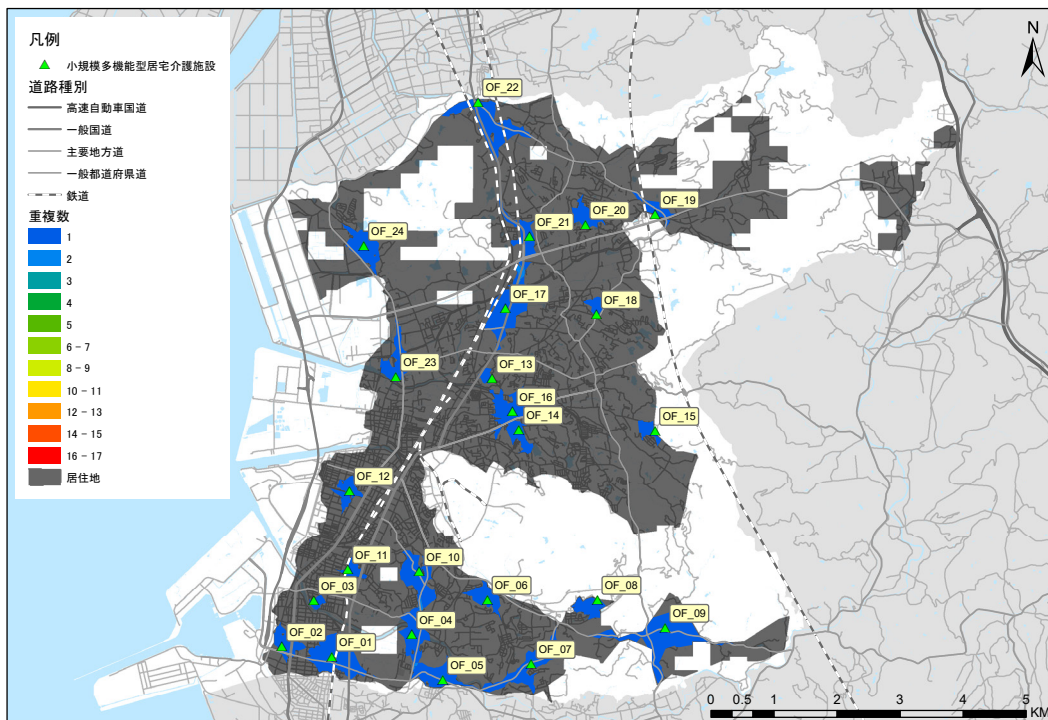 凡例
小規模多機能型居宅介護施設
道路種別
高速自動車国道
一般国道
主要地方道
一般都道府県道
鉄道
重複数
1
2
3
4
5
6 - 7
8 - 9
10 - 11
12 - 13
14 - 15
16 - 17
居住地
N
OF_22
OF_19
OF_20
OF_21
OF_24
OF_17
OF_18
OF_23
OF_13
OF_16
OF_14
OF_15
OF_12
OF_11
OF_10
OF_03
OF_06
OF_08
OF_09
OF_04
OF_02
OF_01
OF_07
OF_05
0 0.5 1 2 3 4 5
KM